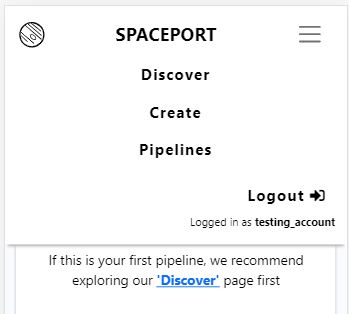 SPACEPORT
Discover
Create
Pipelines
Logout
Logged in as testing_account
If this is your first pipeline, we recommend
exploring our 'Discover' page first